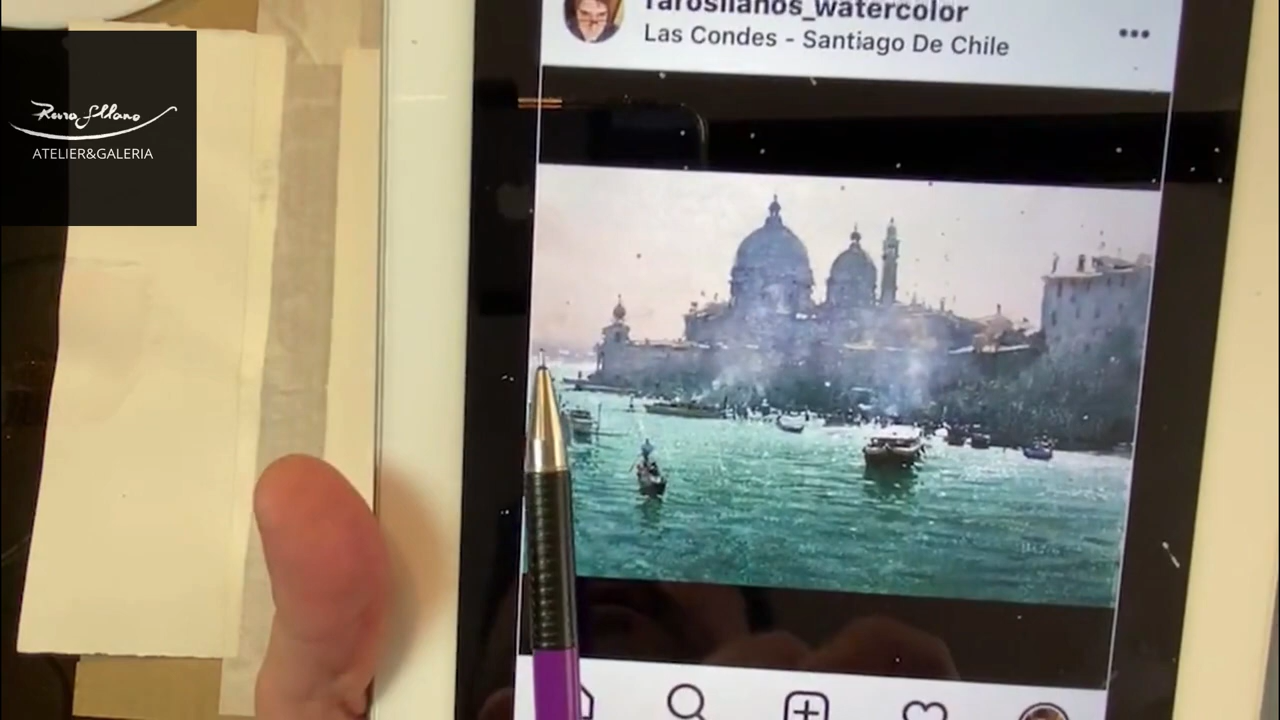 ATELIER&GALERIA
rarosllanos_watercolor
Las Condes - Santiago De Chile